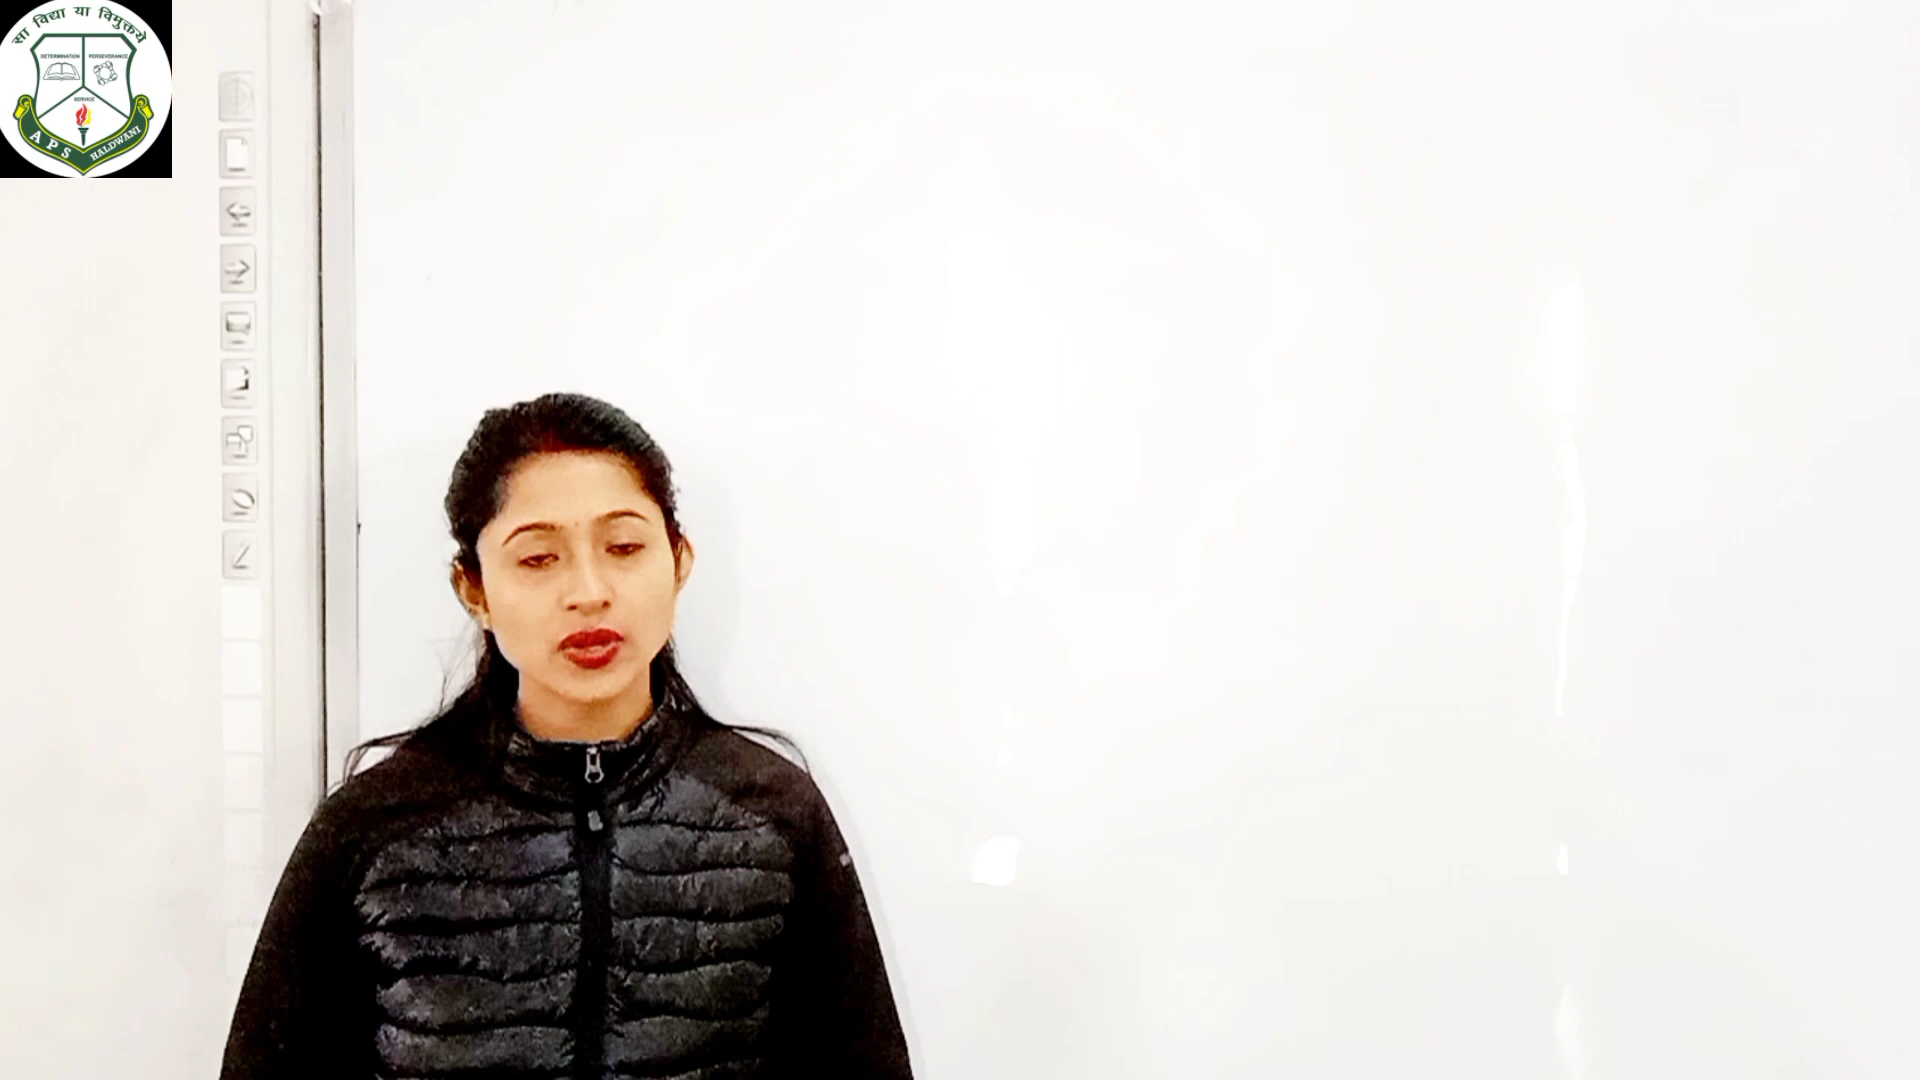 सा विद्या या विमुक्तये
DETERMINATION
PERSEVERANCE
SERVICE
APS HALDWANI